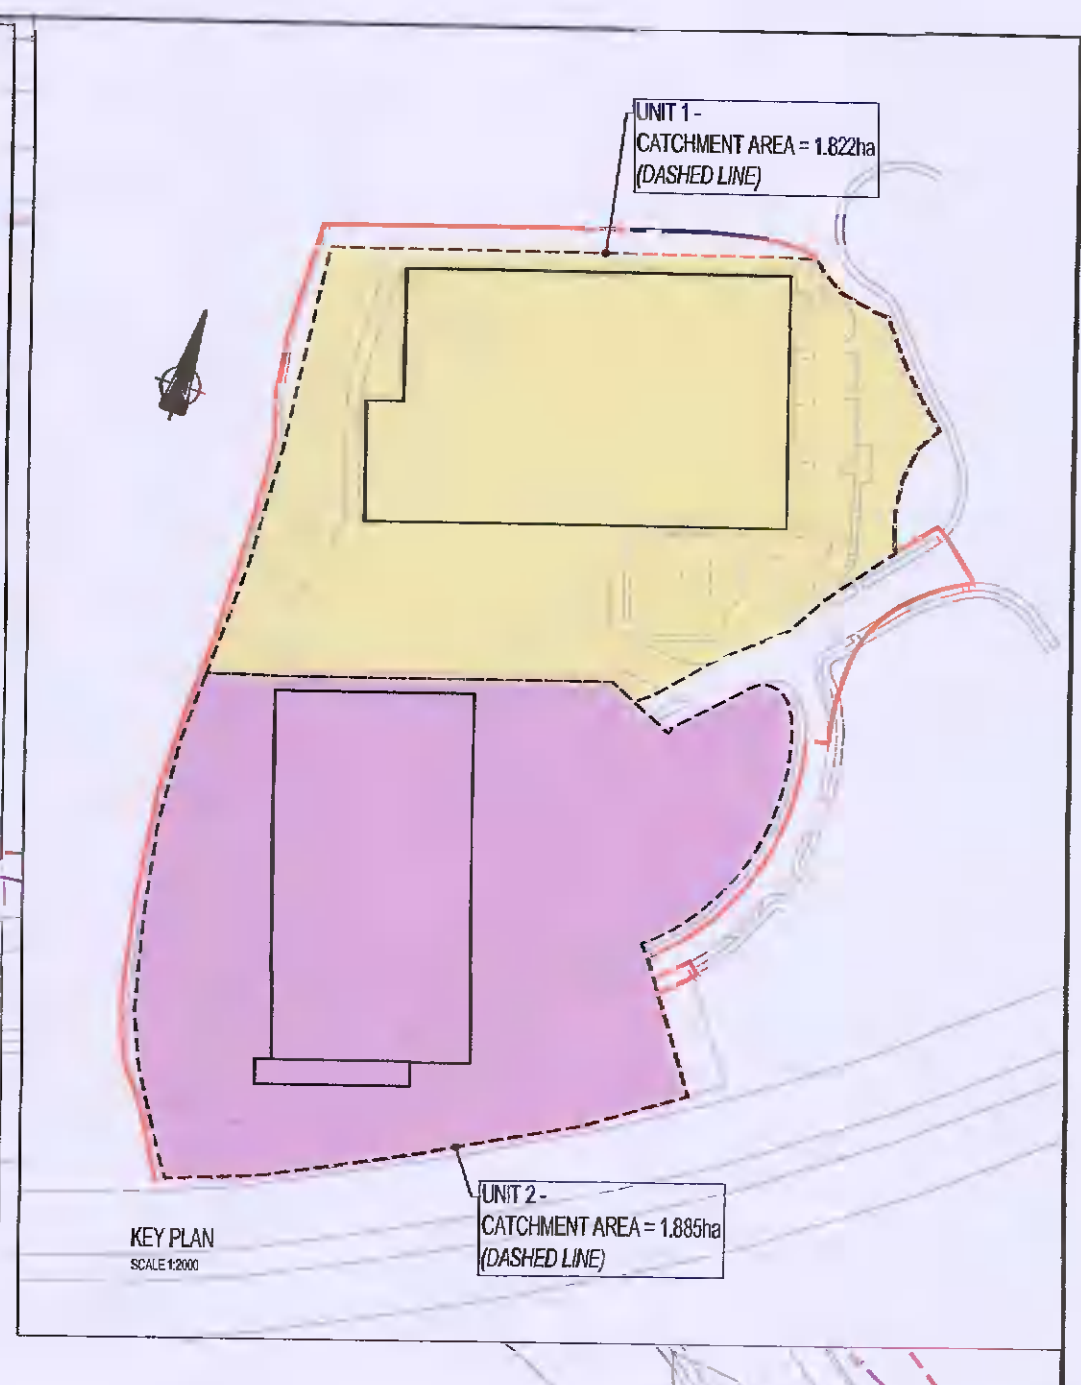 UNIT 1 -
CATCHMENT AREA = 1.822ha
(DASHED LINE)
UNIT 2 -
CATCHMENT AREA = 1.885ha
(DASHED LINE)
KEY PLAN
SCALE 1:2000